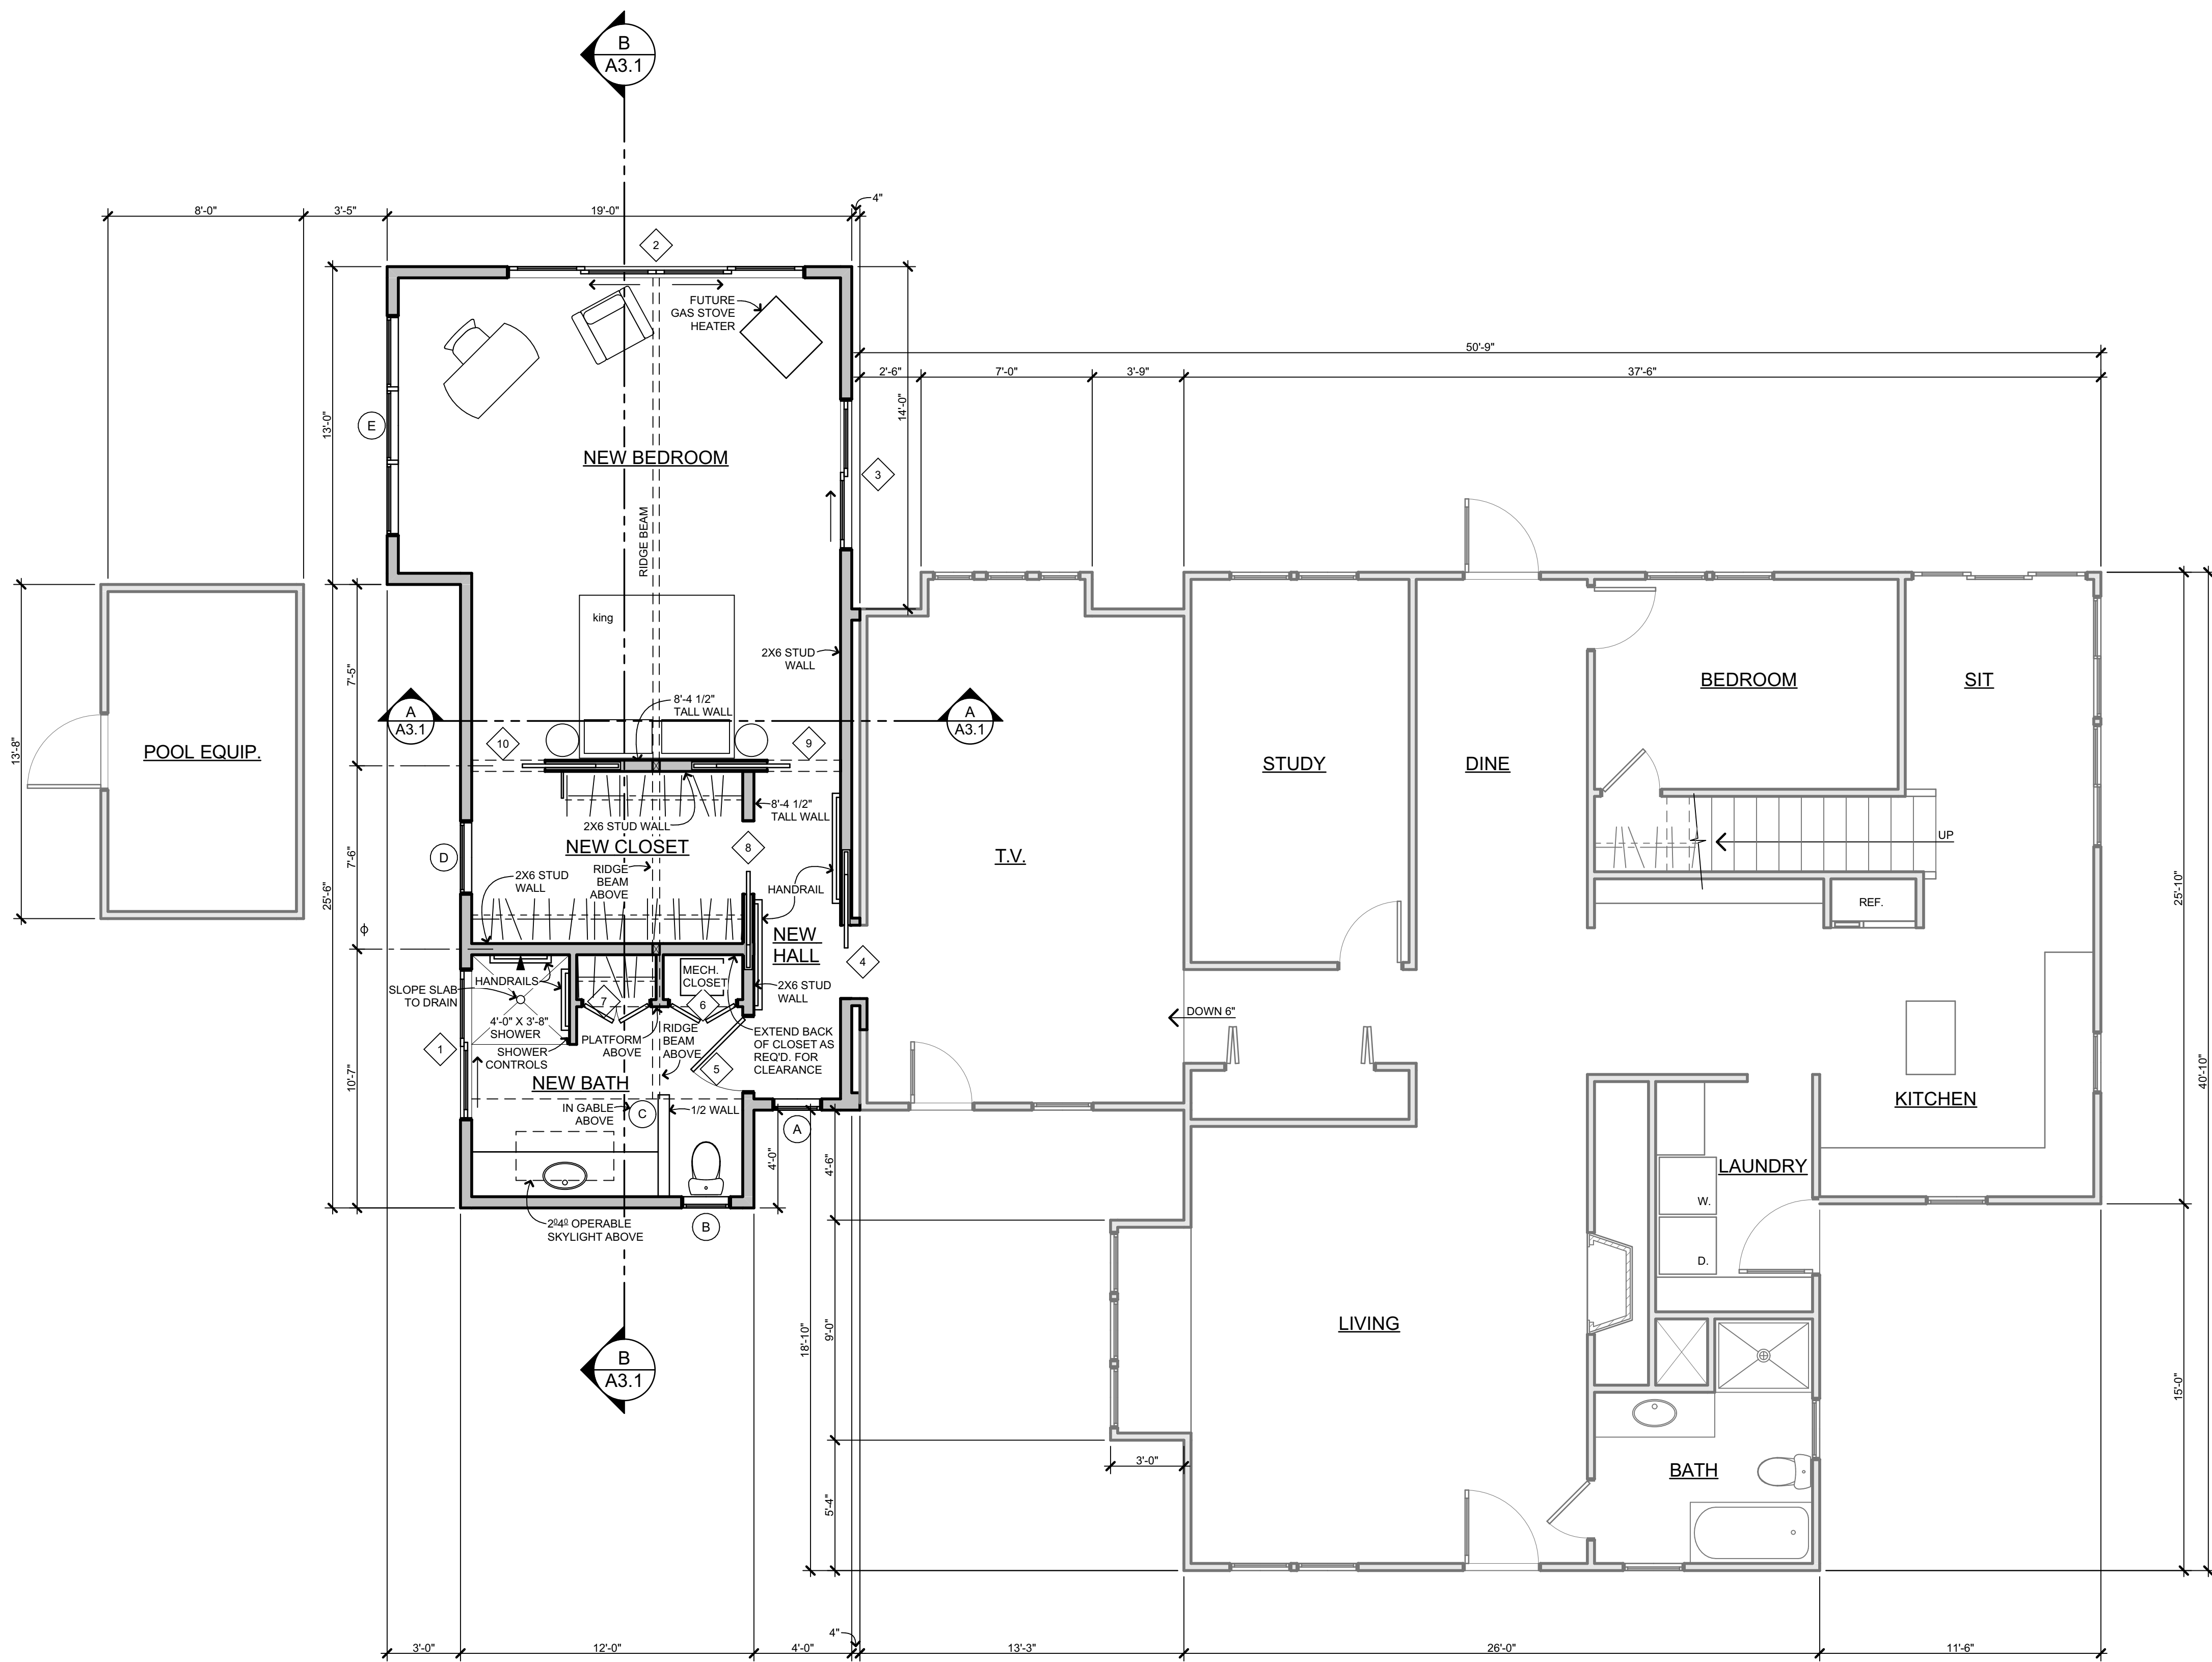 B
A3.1
4"
8'-0"
3'-5"
19'-0"
2
FUTURE
GAS STOVE
HEATER
50'-9"
2'-6"
7'-0"
3'-9"
37'-6"
14'-0"
13'-0"
E
NEW BEDROOM
3
RIDGE BEAM
king
2X6 STUD
WALL
7'-5"
8'-4 1/2"
TALL WALL
A
A3.1
A
A3.1
10
9
13'-8"
POOL EQUIP.
STUDY
DINE
BEDROOM
SIT
8'-4 1/2"
TALL WALL
2X6 STUD WALL
NEW CLOSET
8
T.V.
UP
D
7'-6"
25'-6"
RIDGE
BEAM
ABOVE
2X6 STUD
WALL
HANDRAIL
REF.
25'-10"
ϕ
NEW
HALL
4
MECH.
CLOSET
HANDRAILS
SLOPE SLAB
TO DRAIN
7
6
2X6 STUD
WALL
DOWN 6"
4'-0" X 3'-8"
SHOWER
PLATFORM
ABOVE
RIDGE
BEAM
ABOVE
EXTEND BACK
OF CLOSET AS
REQ'D. FOR
CLEARANCE
1
SHOWER
CONTROLS
5
10'-7"
NEW BATH
40'-10"
KITCHEN
IN GABLE
ABOVE
C
1/2 WALL
A
4'-0"
4'-6"
LAUNDRY
W.
D.
2040 OPERABLE
SKYLIGHT ABOVE
B
B
A3.1
18'-10"
9'-0"
LIVING
15'-0"
3'-0"
BATH
5'-4"
4"
3'-0"
12'-0"
4'-0"
13'-3"
26'-0"
11'-6"